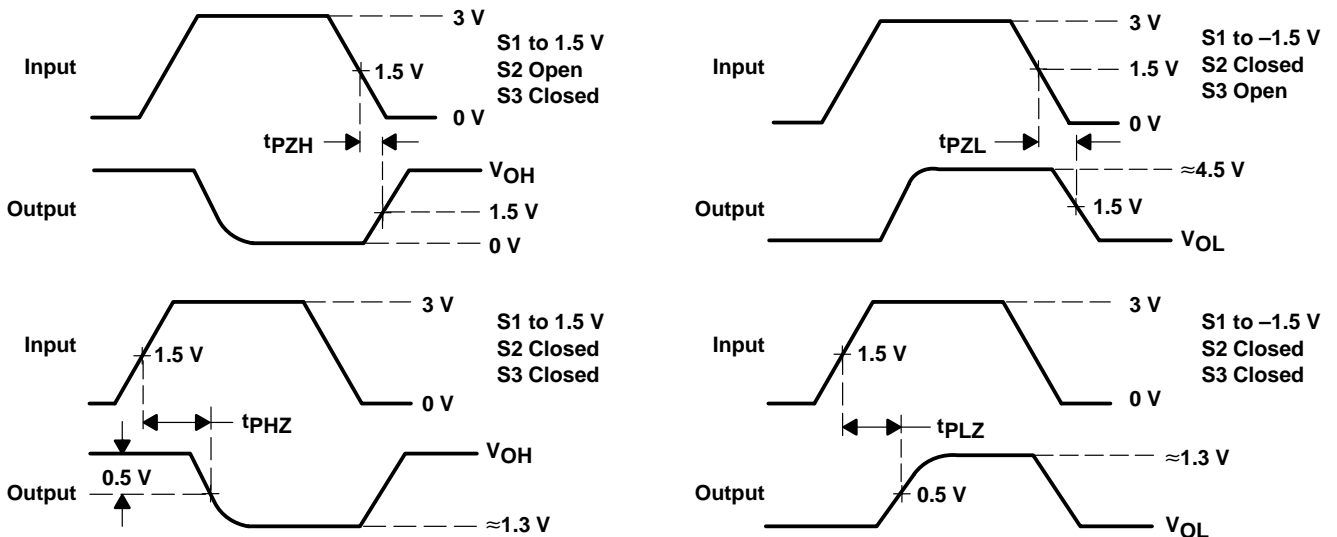 3 V
S1 to 1.5 V
S2 Open
S3 Closed
Input
1.5 V
0 V
tPZH
VOH
Output
1.5 V
0 V
3 V
S1 to –1.5 V
S2 Closed
S3 Open
Input
1.5 V
0 V
tPZL
≈4.5 V
Output
1.5 V
VOL
3 V
S1 to 1.5 V
S2 Closed
S3 Closed
Input
1.5 V
0 V
tPHZ
VOH
0.5 V
Output
≈1.3 V
3 V
S1 to –1.5 V
S2 Closed
S3 Closed
Input
1.5 V
0 V
tPLZ
≈1.3 V
Output
0.5 V
VOL